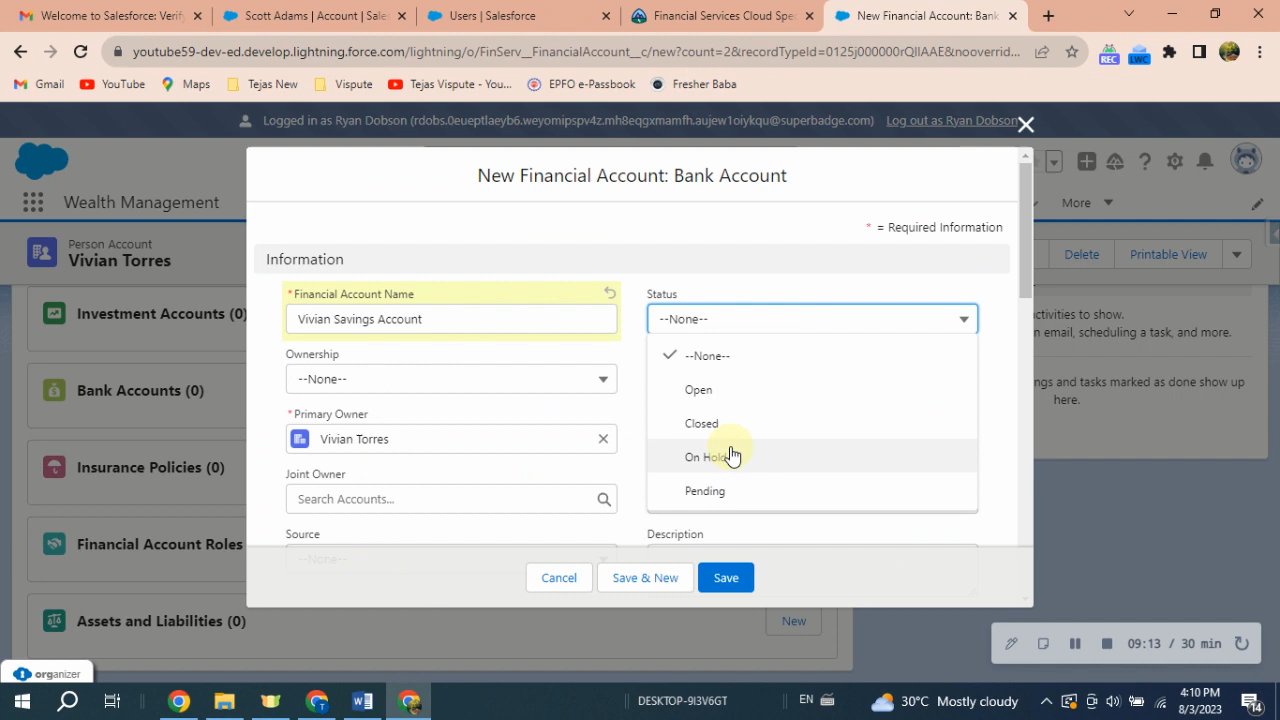 Welcome to Salesforce: Verify
Scott Adams | Account | Sales
Users | Salesforce
Financial Services Cloud Spe
New Financial Account: Bank
youtube59-dev-ed.develop.lightning.force.com/lightning/o/FinServ__FinancialAccount__c/new?count=2&recordTypeId=0125j000000rQIIAAE&nooverrid...
REC
LWC
Gmail
YouTube
Maps
Tejas New
Vispute
Tejas Vispute - You...
EPFO e-Passbook
Fresher Baba
Logged in as Ryan Dobson (rdobs.0eueptlaeyb6.weyomipspv4z.mh8eqgxmamfh.aujew1oiykqu@superbadge.com)
Log out as Ryan Dobson
Wealth Management
More
Person Account
Vivian Torres
Delete
Printable View
Investment Accounts (0)
Bank Accounts (0)
Insurance Policies (0)
Financial Account Roles
Assets and Liabilities (0)
New
ctivities to show.
n email, scheduling a task, and more.
ngs and tasks marked as done show up
here.
New Financial Account: Bank Account
* = Required Information
Information
*Financial Account Name
Vivian Savings Account
Status
--None--
--None--
Open
Closed
On Hold
Pending
Ownership
--None--
*Primary Owner
Vivian Torres
Joint Owner
Search Accounts...
Source
--None--
Description
Cancel
Save & New
Save
09:13 / 30 min
organizer
DESKTOP-9I3V6GT
EN
30°C Mostly cloudy
4:10 PM
8/3/2023
14